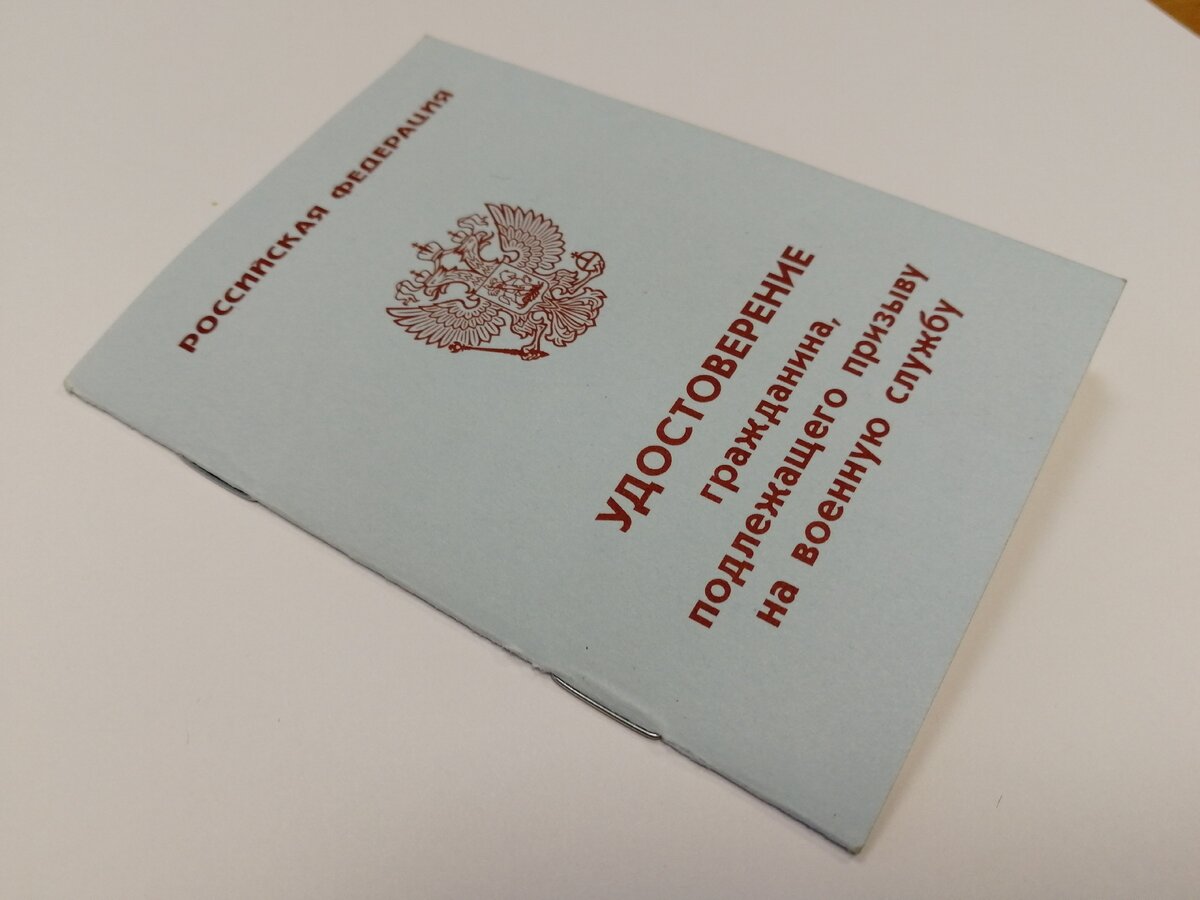 РОССИЙСКАЯ ФЕДЕРАЦИЯ
УДОСТОВЕРЕНИЕ
гражданина,
подлежащего призыву
на военную службу